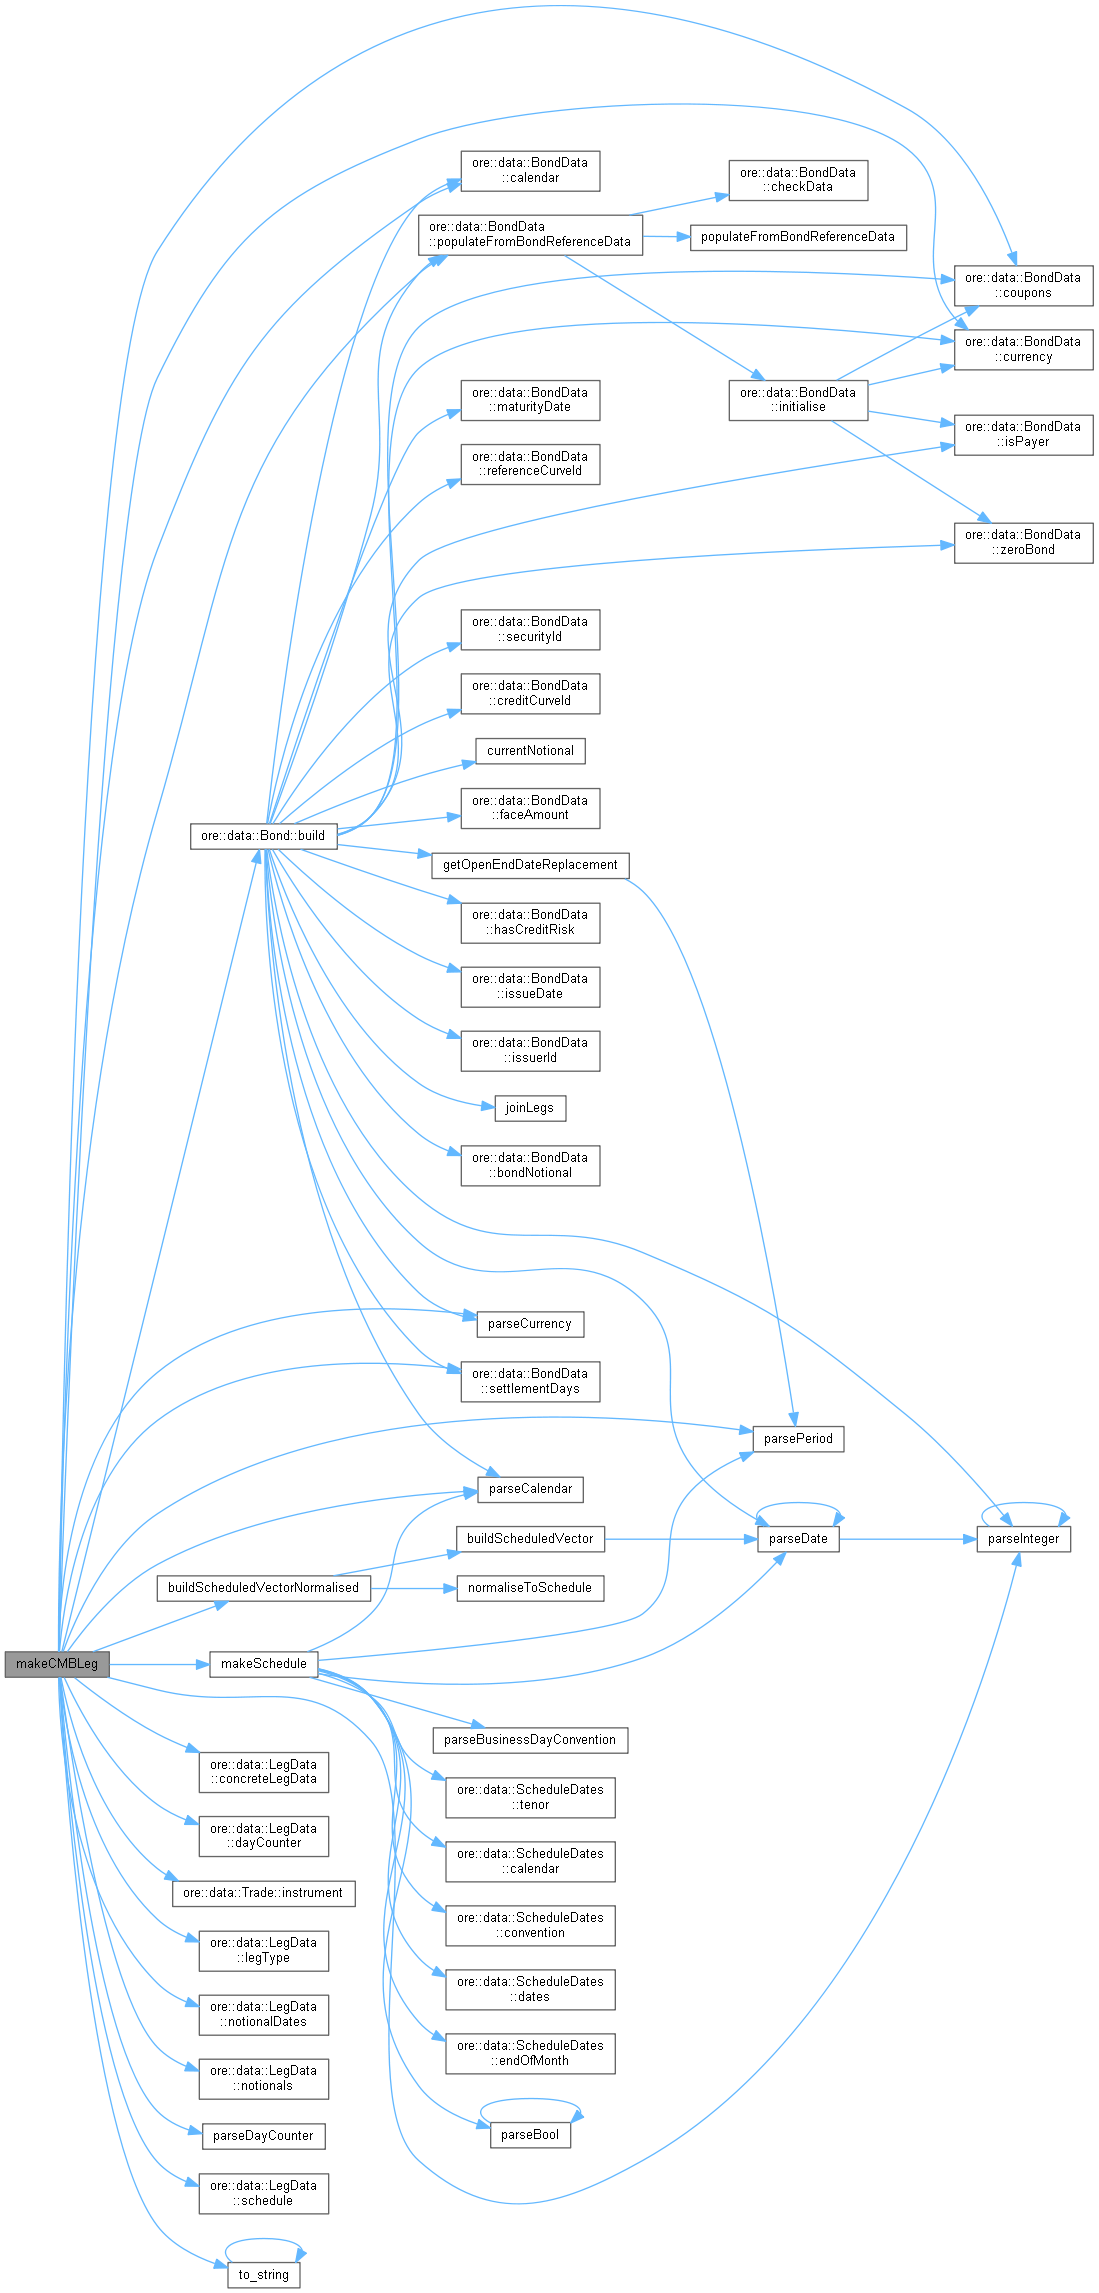 ore::data::BondData
::calendar
ore::data::BondData
::checkData
ore::data::BondData
::populateFromBondReferenceData
populateFromBondReferenceData
ore::data::BondData
::coupons
ore::data::BondData
::currency
ore::data::BondData
::maturityDate
ore::data::BondData
::initialise
ore::data::BondData
::isPayer
ore::data::BondData
::referenceCurveId
ore::data::BondData
::zeroBond
ore::data::BondData
::securityId
ore::data::BondData
::creditCurveId
currentNotional
ore::data::BondData
::faceAmount
ore::data::Bond::build
getOpenEndDateReplacement
ore::data::BondData
::hasCreditRisk
ore::data::BondData
::issueDate
ore::data::BondData
::issuerId
joinLegs
ore::data::BondData
::bondNotional
parseCurrency
ore::data::BondData
::settlementDays
parsePeriod
parseCalendar
buildScheduledVector
parseDate
parseInteger
buildScheduledVectorNormalised
normaliseToSchedule
makeCMBLeg
makeSchedule
parseBusinessDayConvention
ore::data::LegData
::concreteLegData
ore::data::ScheduleDates
::tenor
ore::data::LegData
::dayCounter
ore::data::ScheduleDates
::calendar
ore::data::Trade::instrument
ore::data::ScheduleDates
::convention
ore::data::LegData
::legType
ore::data::ScheduleDates
::dates
ore::data::LegData
::notionalDates
ore::data::ScheduleDates
::endOfMonth
ore::data::LegData
::notionals
parseDayCounter
parseBool
ore::data::LegData
::schedule
to_string